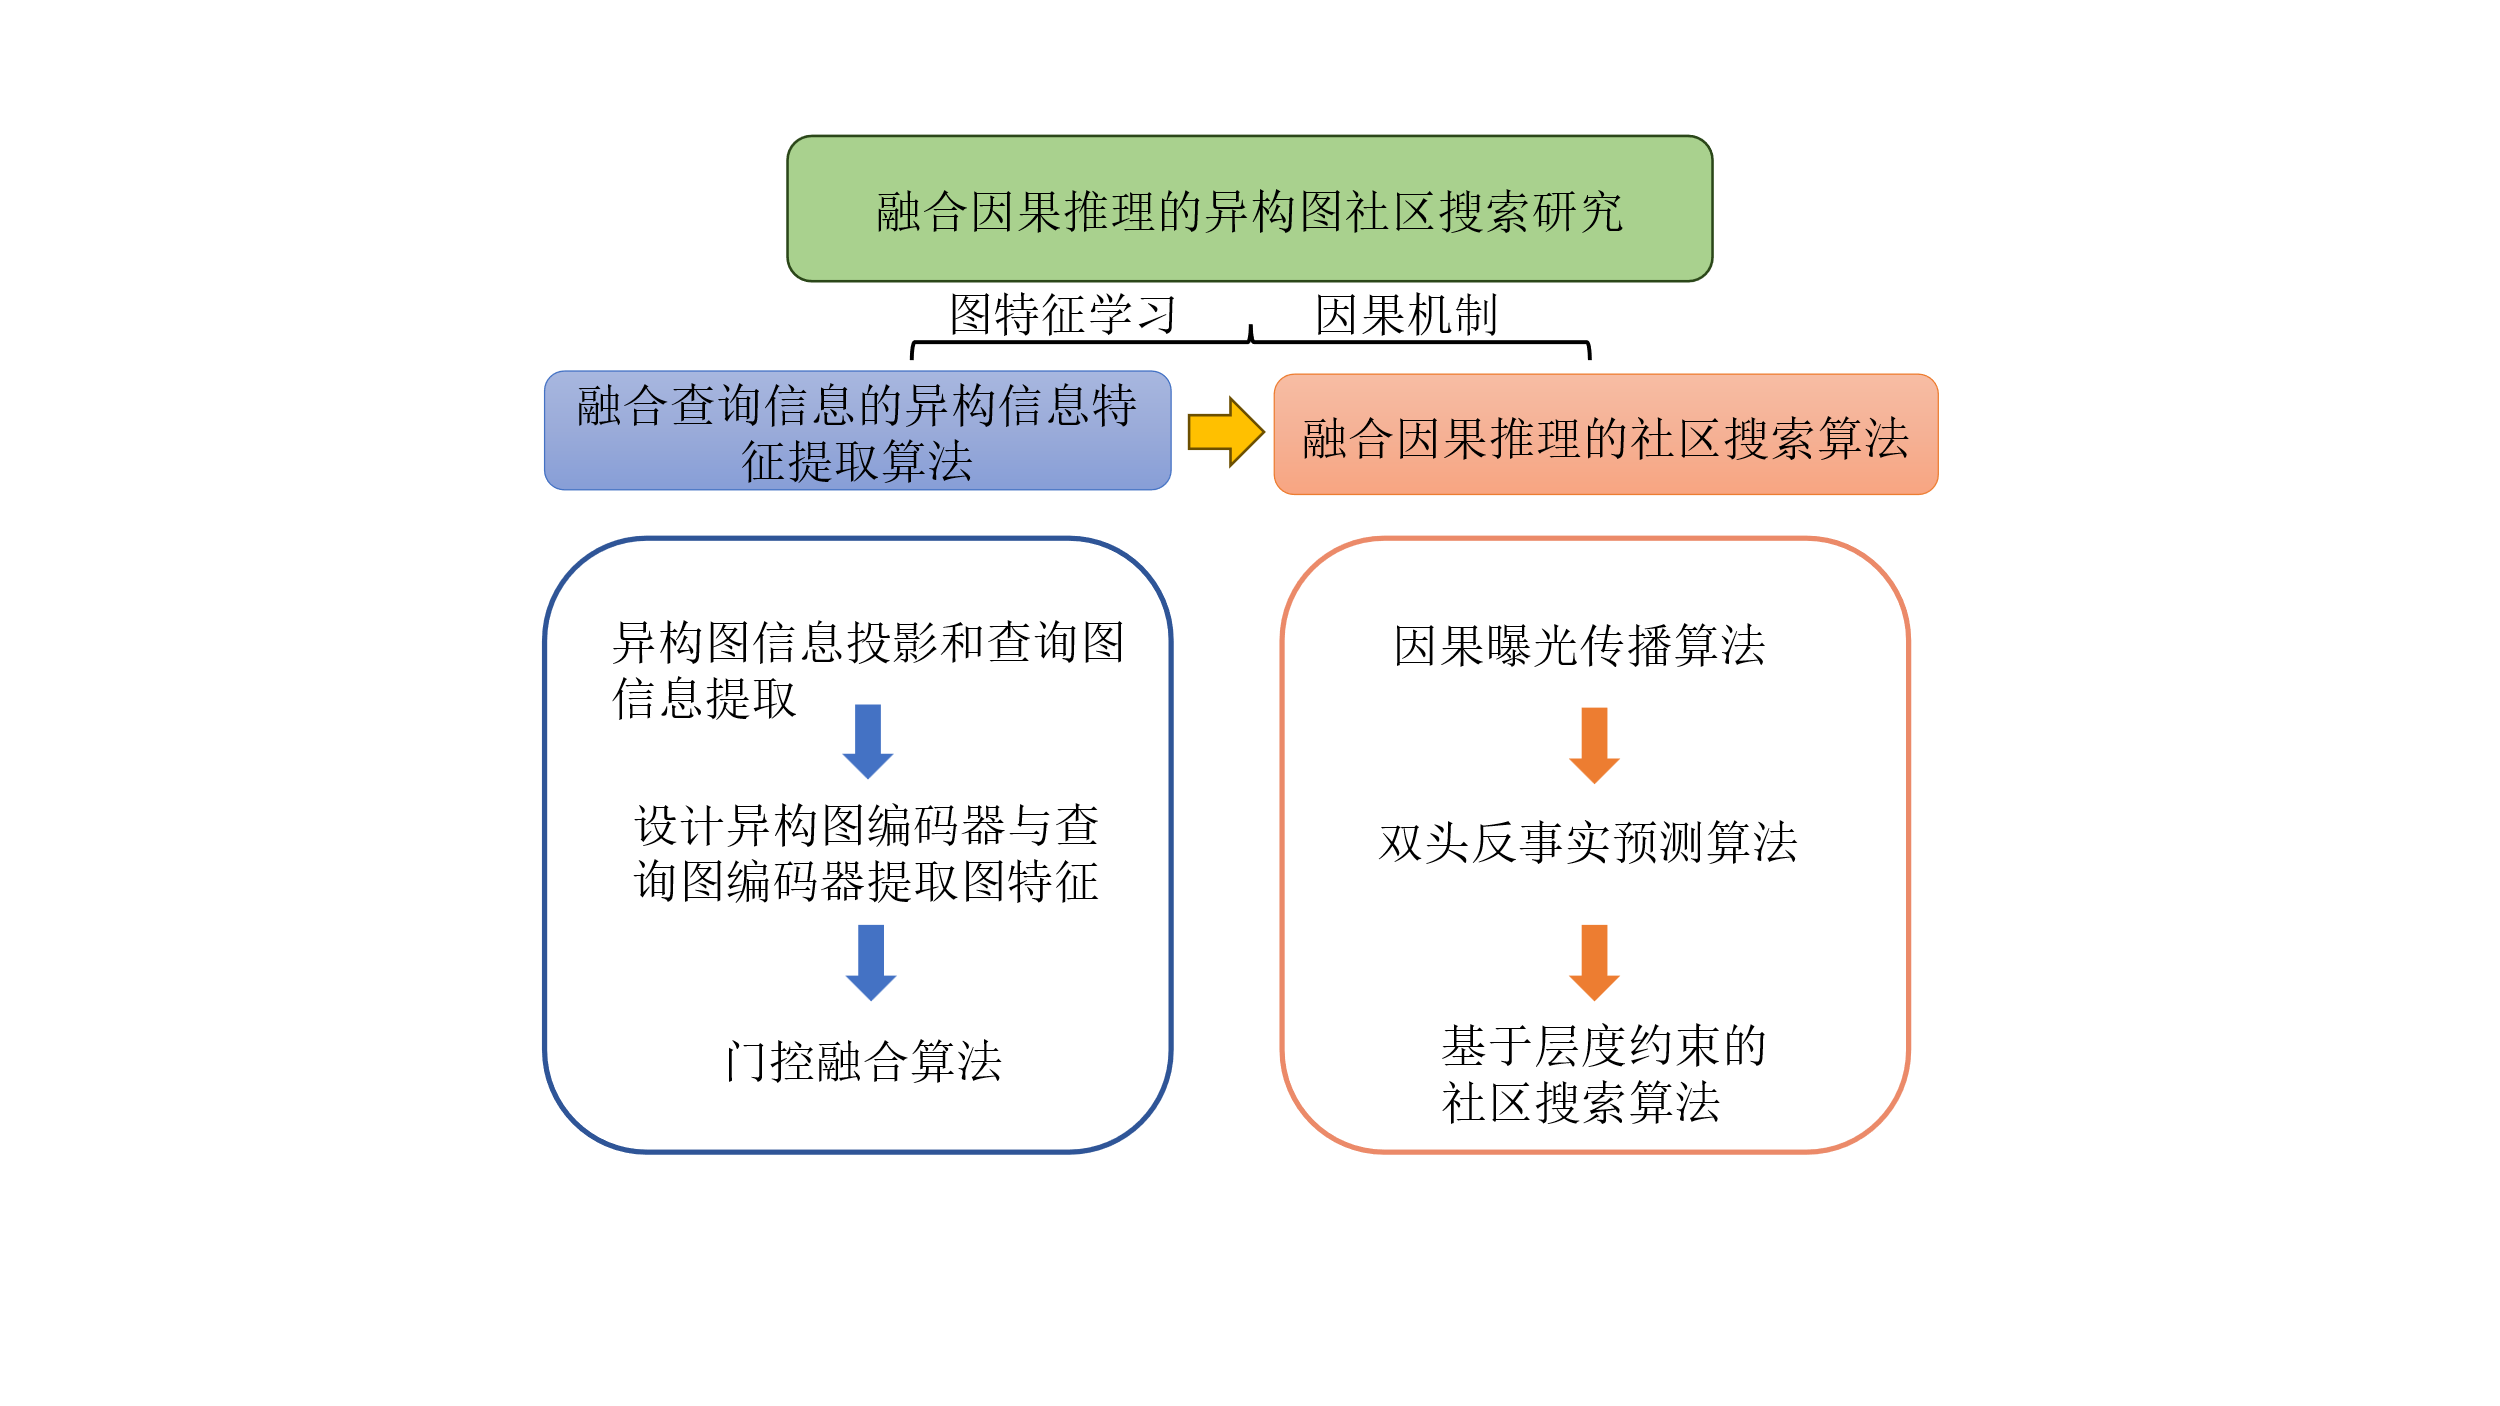 融合因果推理的异构图社区搜索研究
图特征学习
因果机制
融合查询信息的异构信息特
征提取算法
融合因果推理的社区搜索算法
异构图信息投影和查询图
信息提取
设计异构图编码器与查
询图编码器提取图特征
门控融合算法
因果曝光传播算法
双头反事实预测算法
基于层度约束的
社区搜索算法